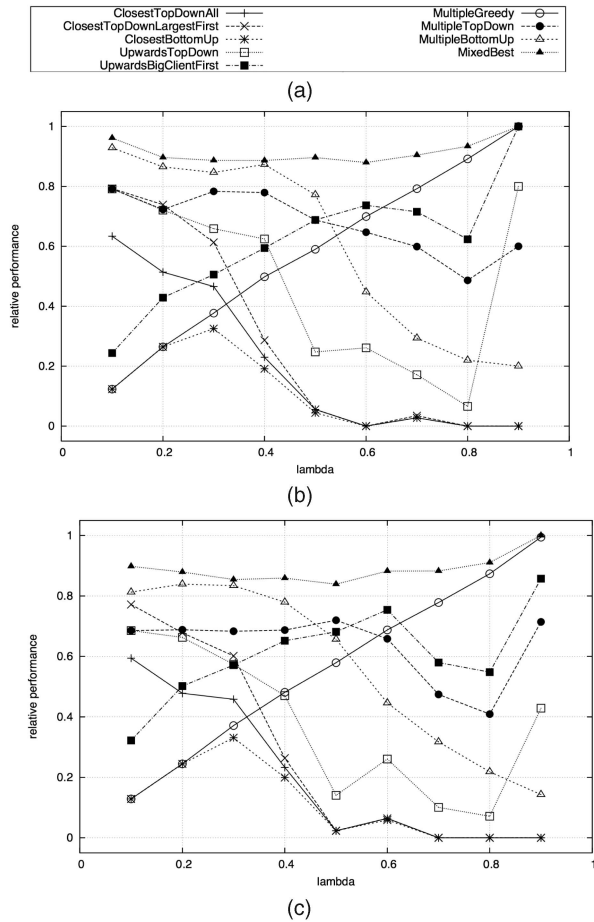 ClosestTopDownAll
ClosestTopDownLargestFirst
ClosestBottomUp
UpwardsTopDown
UpwardsBigClientFirst
MultipleGreedy
MultipleTopDown
MultipleBottomUp
MixedBest
(a)
relative performance
1
0.8
0.6
0.4
0.2
0
0
0.2
0.4
0.6
0.8
1
lambda
(b)
relative performance
1
0.8
0.6
0.4
0.2
0
0
0.2
0.4
0.6
0.8
1
lambda
(c)